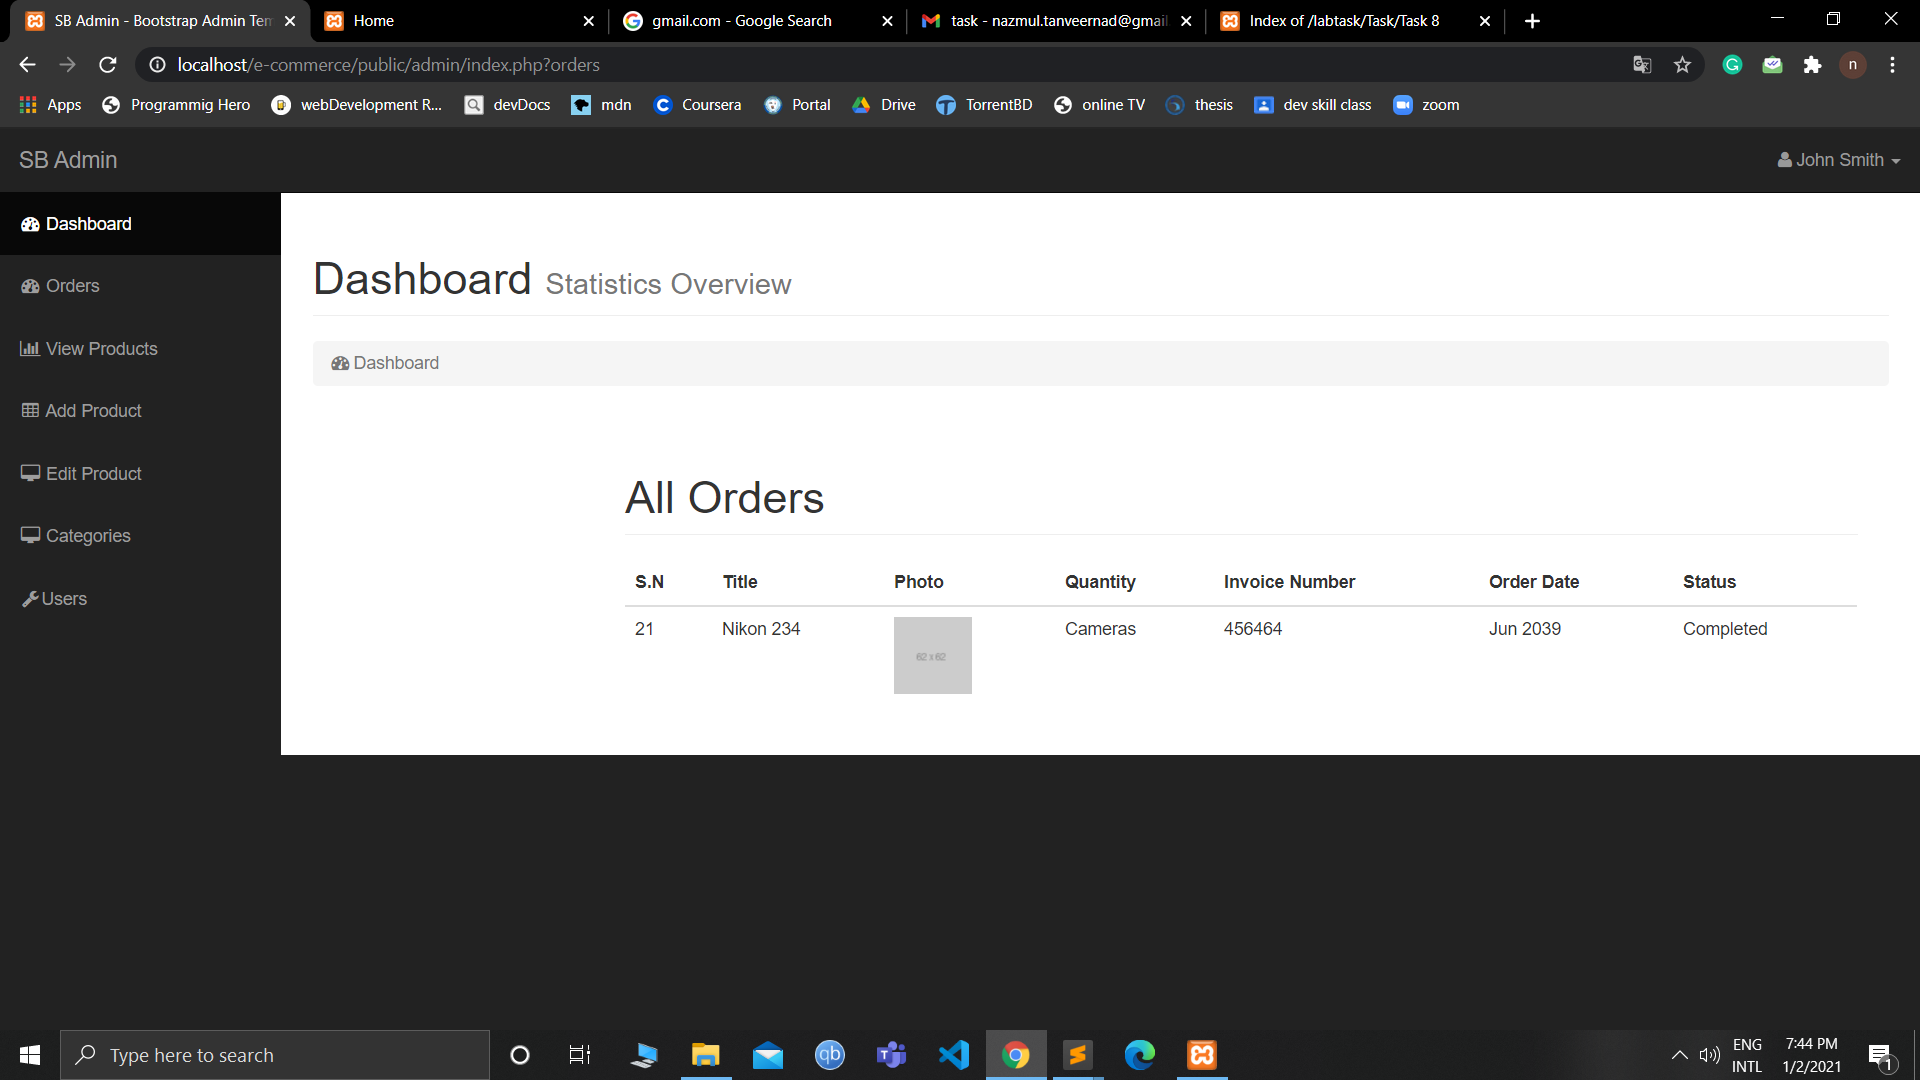 SB Admin - Bootstrap Admin Tem
Home
gmail.com - Google Search
task - nazmul.tanveernad@gmail
Index of /labtask/Task/Task 8
localhost/e-commerce/public/admin/index.php?orders
n
Apps
Programmig Hero
webDevelopment R...
devDocs
mdn
Coursera
Portal
Drive
TorrentBD
online TV
thesis
dev skill class
zoom
SB Admin
John Smith
Dashboard
Orders
View Products
Add Product
Edit Product
Categories
Users
Dashboard Statistics Overview
Dashboard
All Orders
S.N Title Photo Quantity Invoice Number Order Date Status
21 Nikon 234 62 x 62 Cameras 456464 Jun 2039 Completed
Type here to search
qb
ENG
INTL
7:44 PM
1/2/2021
1